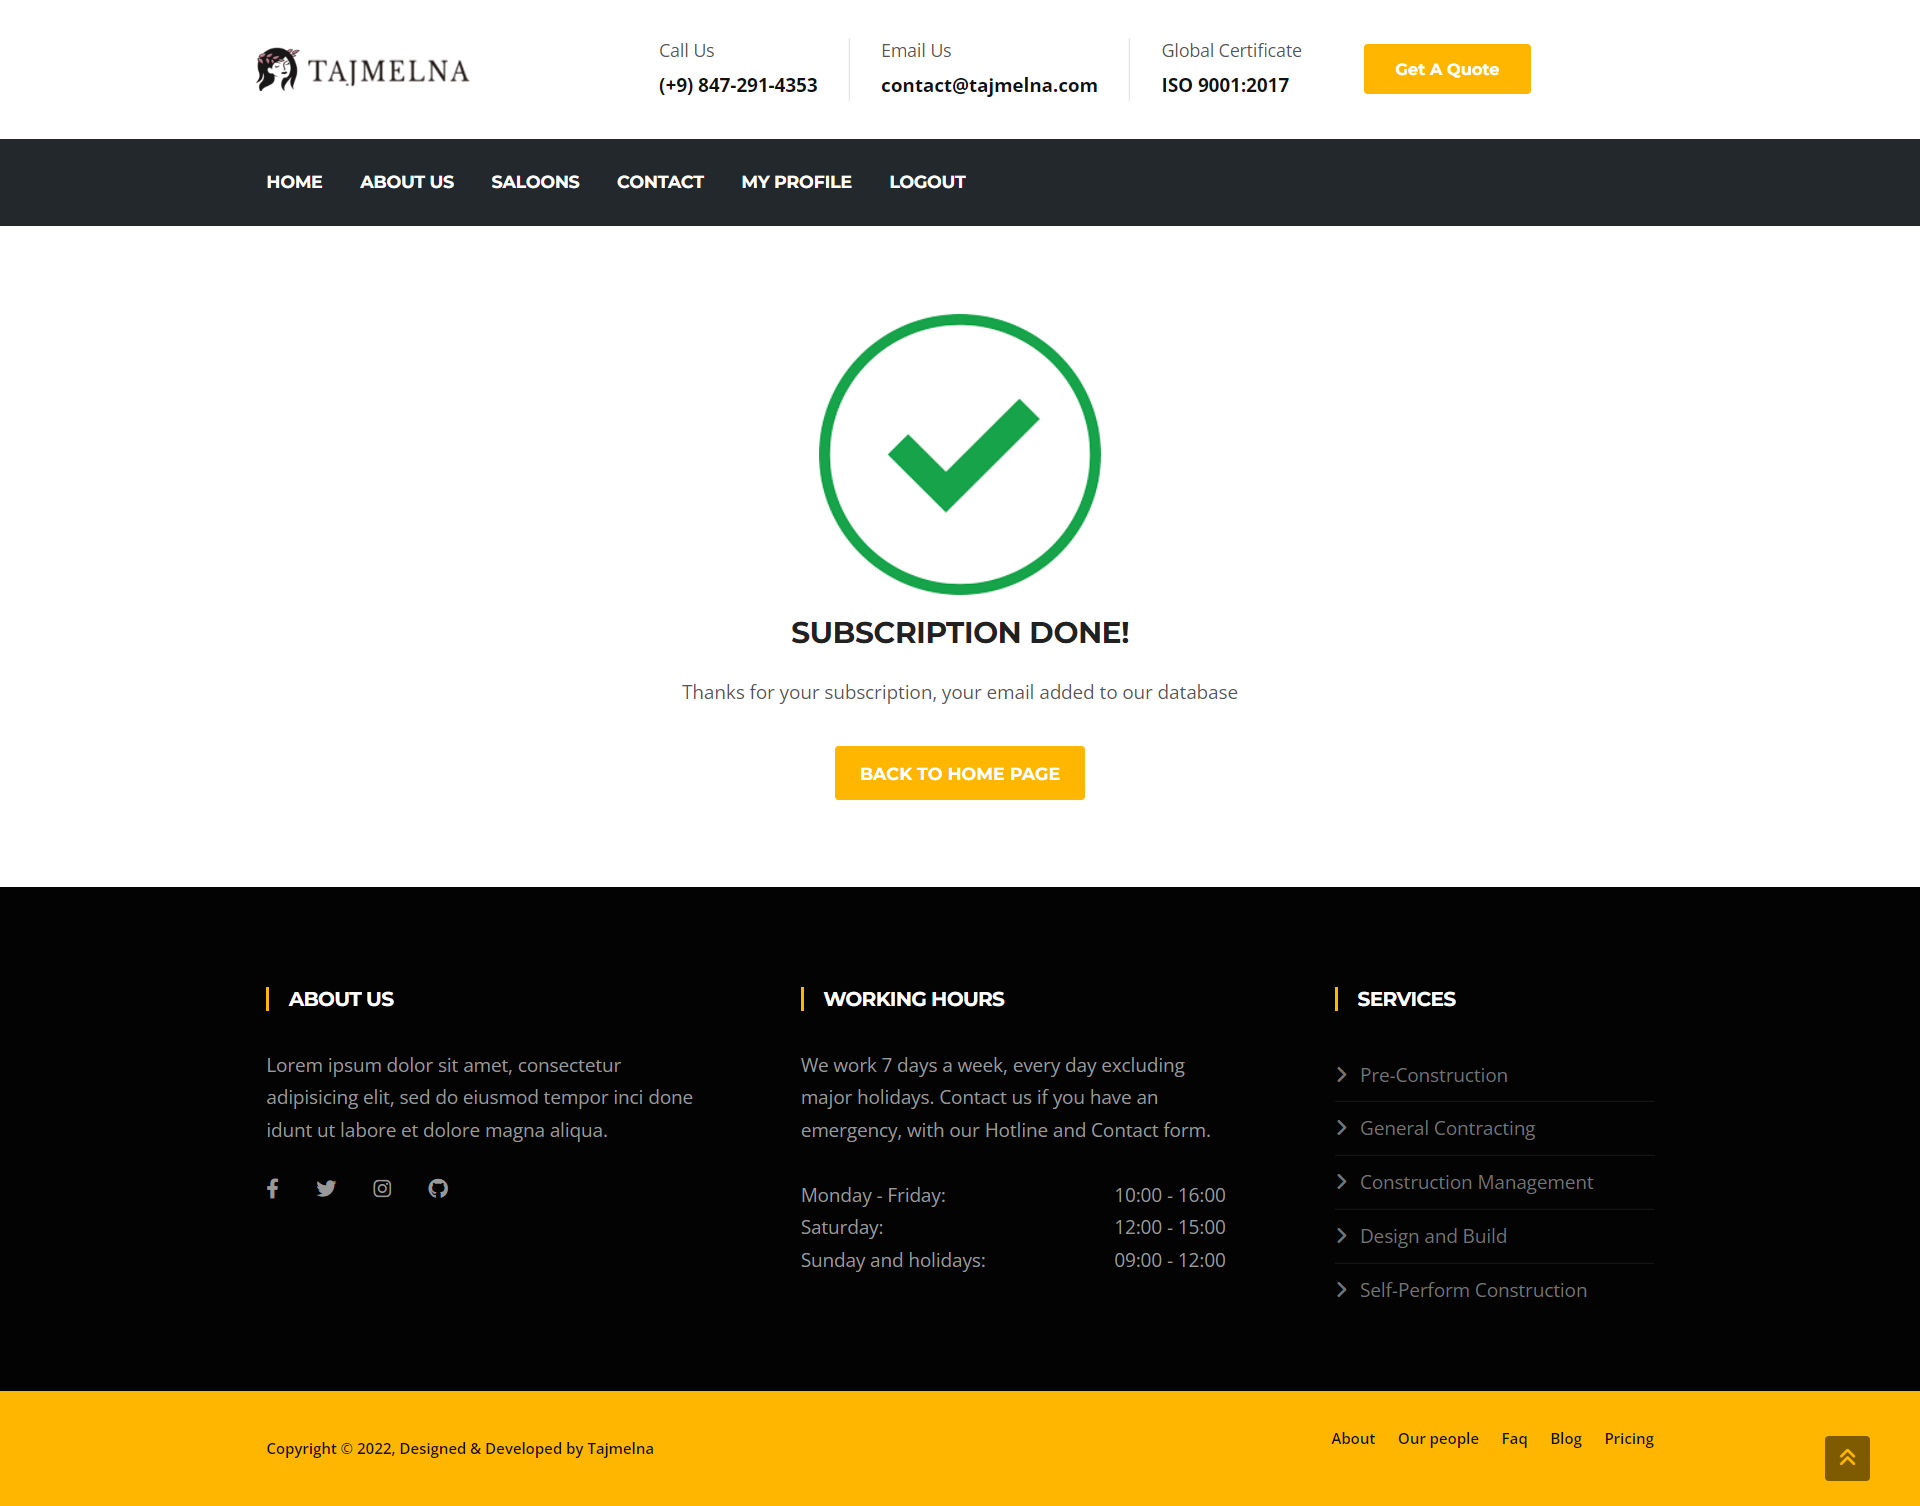 TAJMELNA
Call Us
(+9) 847-291-4353
Email Us
contact@tajmelna.com
Global Certificate
ISO 9001:2017
Get A Quote
HOME ABOUT US SALOONS CONTACT MY PROFILE LOGOUT
SUBSCRIPTION DONE!
Thanks for your subscription, your email added to our database
BACK TO HOME PAGE
ABOUT US
Lorem ipsum dolor sit amet, consectetur
adipisicing elit, sed do eiusmod tempor inci done
idunt ut labore et dolore magna aliqua.
WORKING HOURS
We work 7 days a week, every day excluding
major holidays. Contact us if you have an
emergency, with our Hotline and Contact form.
Monday - Friday: 10:00 - 16:00
Saturday: 12:00 - 15:00
Sunday and holidays: 09:00 - 12:00
SERVICES
Pre-Construction
General Contracting
Construction Management
Design and Build
Self-Perform Construction
Copyright © 2022, Designed & Developed by Tajmelna
About Our people Faq Blog Pricing